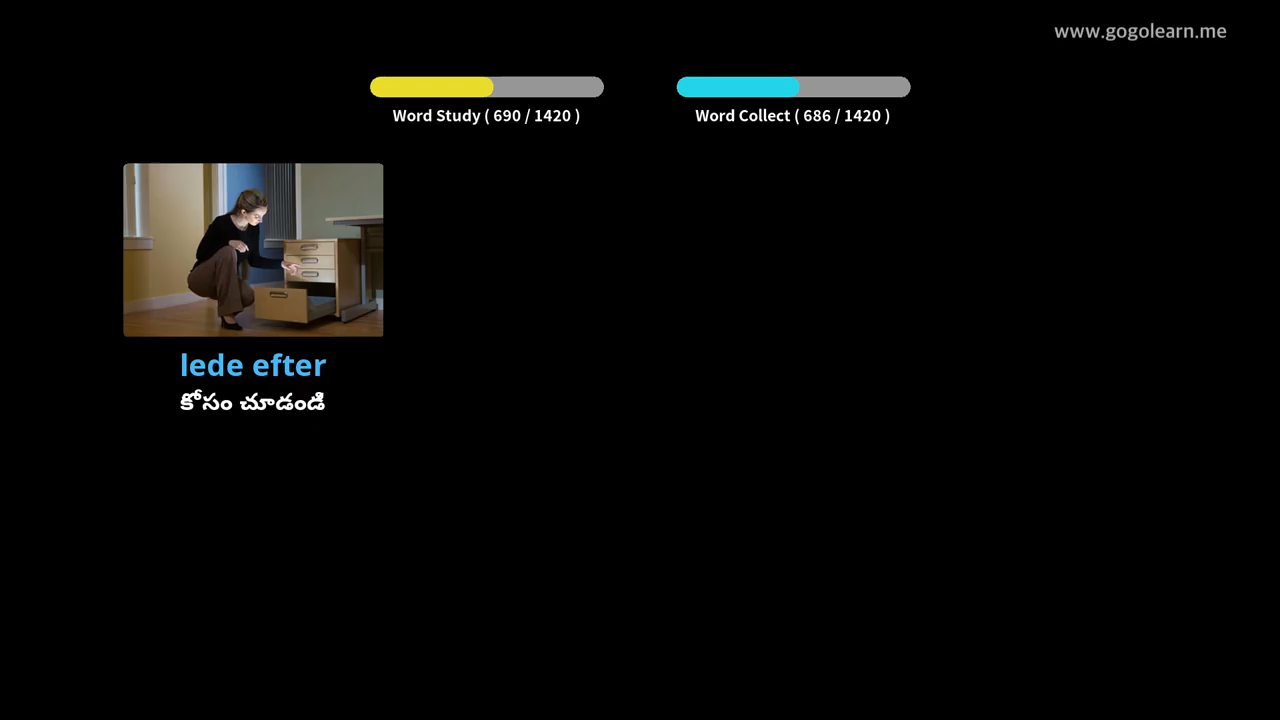 www.gogolearn.me
Word Study ( 690 / 1420 )
Word Collect ( 686 / 1420 )
lede efter
కోసం చూడండి